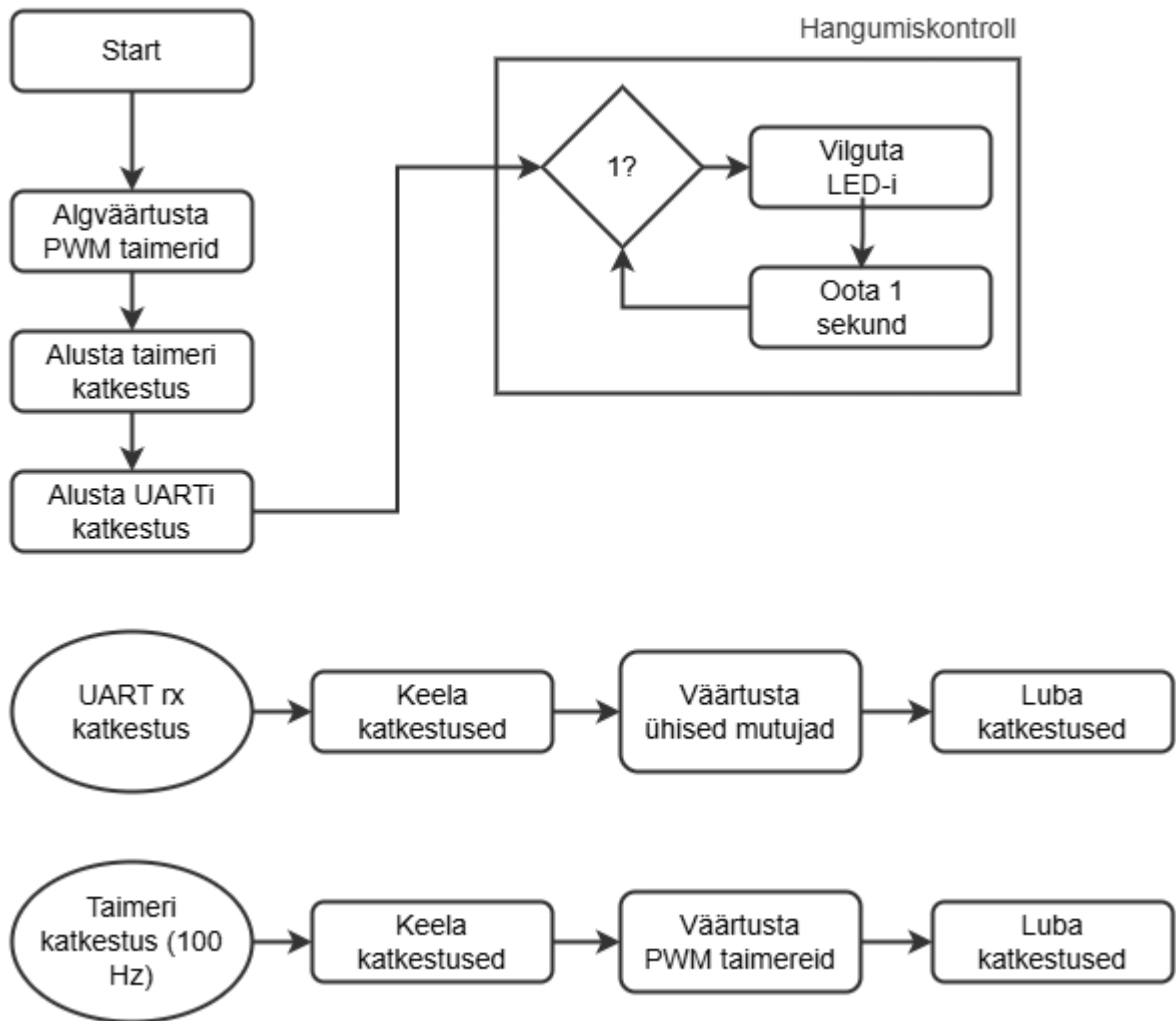 Start
Algväärtusta
PWM taimerid
Alusta taimeri
katkestus
Alusta UARTi
katkestus
Hangumiskontroll
1?
Vilguta
LED-i
Oota 1
sekund
UART rx
katkestus
Keela
katkestused
Väärtusta
ühised mutujad
Luba
katkestused
Taimeri
katkestus (100
Hz)
Keela
katkestused
Väärtusta
PWM taimereid
Luba
katkestused